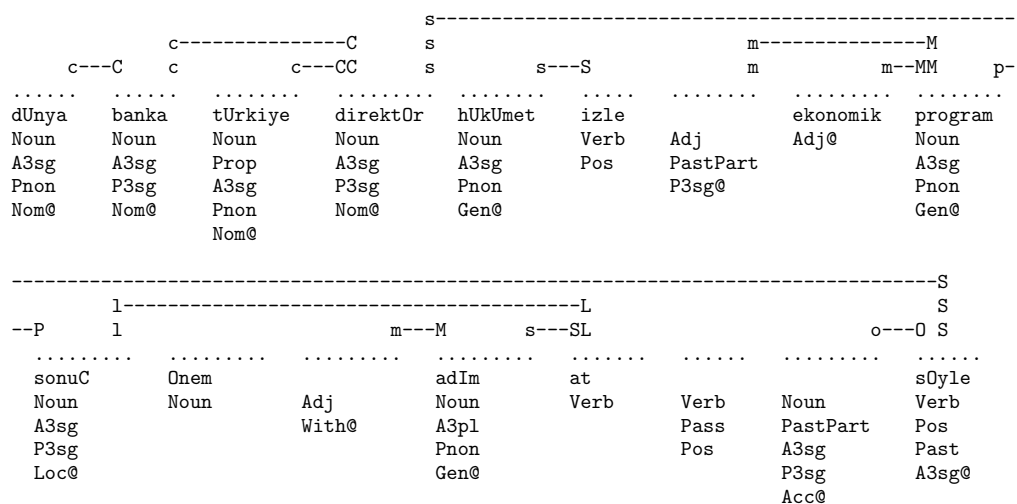 s-----------------------------------------------------
c---------------C s m---------------M
c---C c c---CC s s---S m m--MM p-
...... ...... ........ ......... ........ ..... ........ ......... ........
dUnya banka tUrkiye direktOr hUkUmet izle ekonomik program
Noun Noun Noun Noun Noun Verb Adj Adj@ Noun
A3sg A3sg Prop A3sg A3sg Pos PastPart A3sg
Pnon P3sg A3sg P3sg Pnon P3sg@ Pnon
Nom@ Nom@ Pnon Nom@ Gen@ Gen@
Nom@
-------------------------------------------------------------------------------------S
l------------------------------------------L S
--P l m---M s---SL o---O S
......... ......... ......... ......... ....... ...... ......... ......
sonuC Onem adIm at sOyle
Noun Noun Adj Noun Verb Verb Noun Verb
A3sg With@ A3pl Pass PastPart Pos
P3sg Pnon Pos A3sg Past
Loc@ Gen@ P3sg A3sg@
Acc@